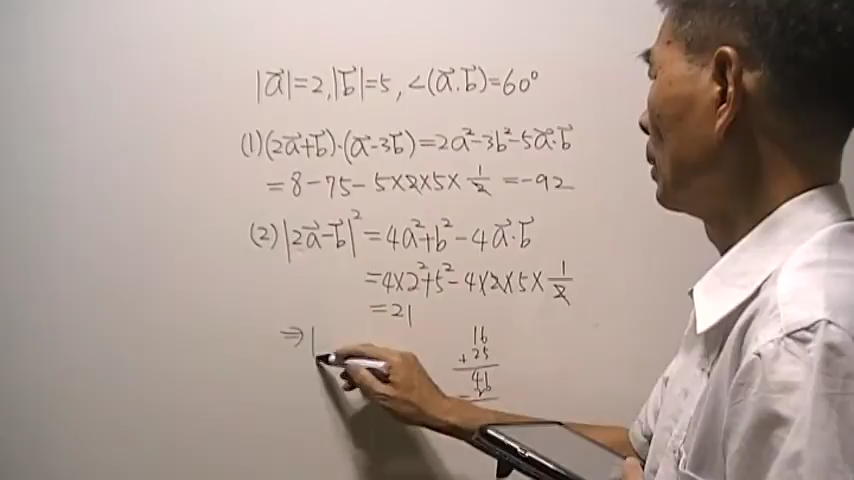 |a⃗|=2,|b⃗|=5,∠(a⃗.b⃗)=60°
(1)(2a⃗+b⃗)·(a⃗-3b⃗)=2a²-3b²-5a⃗·b⃗
=8-75-5×2×5×1/2=-92
(2)|2a⃗-b⃗|²=4a²+b²-4a⃗·b⃗
=4×2²+5²-4×2×5×1/2
=21
⇒|
16
+25